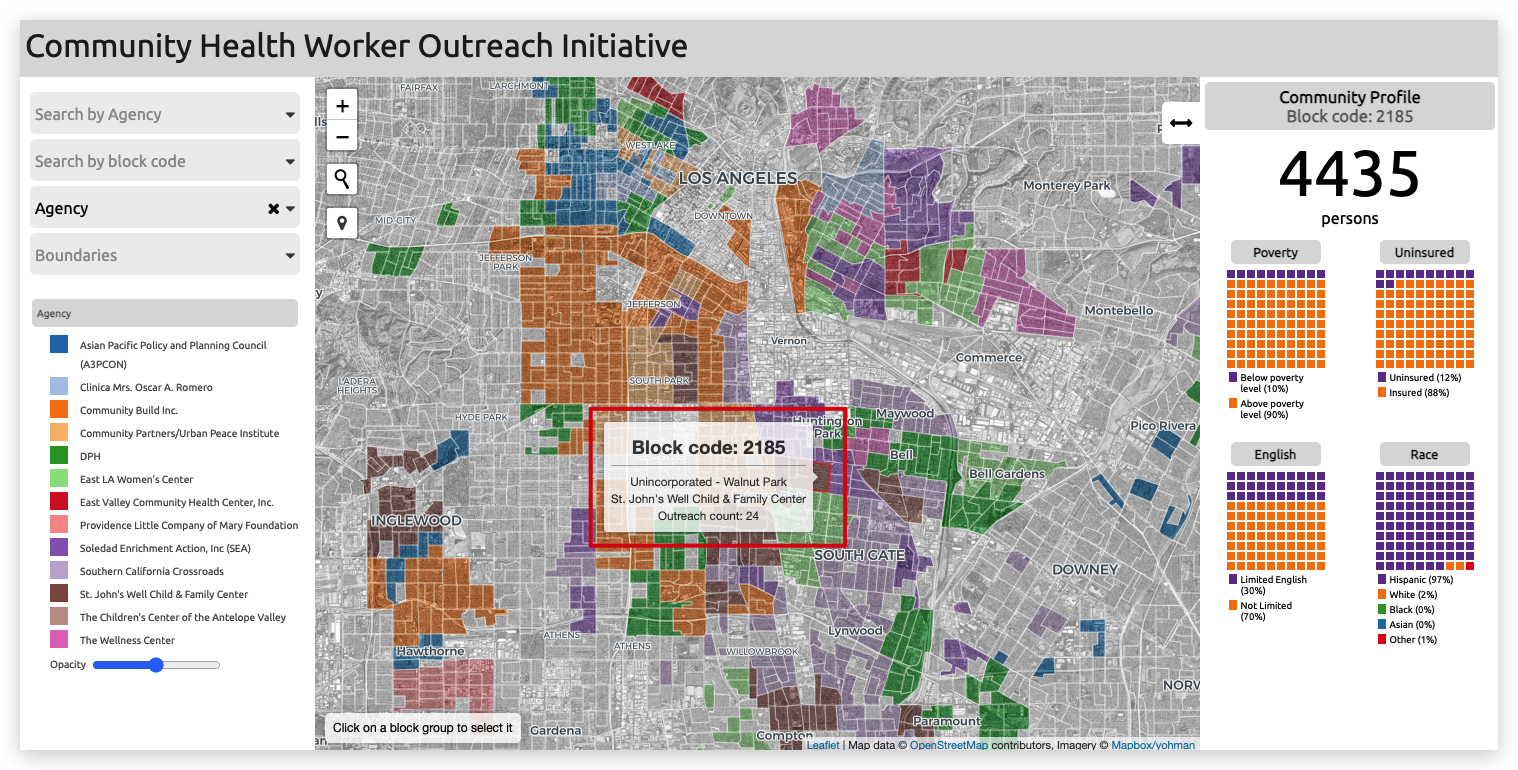 Community Health Worker Outreach Initiative
Search by Agency
Search by block code
Agency
Boundaries
Agency
Asian Pacific Policy and Planning Council
(A3PCON)
Clinica Mrs. Oscar A. Romero
Community Build Inc.
Community Partners/Urban Peace Institute
DPH
East LA Women's Center
East Valley Community Health Center, Inc.
Providence Little Company of Mary Foundation
Soledad Enrichment Action, Inc (SEA)
Southern California Crossroads
St. John's Well Child & Family Center
The Children's Center of the Antelope Valley
The Wellness Center
Opacity
+
−
FAIRFAX
LARCHMONT
WESTLAKE
LOS ANGELES
Monterey Park
MID-CITY
DOWNTOWN
JEFFERSON
PARK
JEFFERSON
Montebello
Vernon
Commerce
LADERA
HEIGHTS
SOUTH PARK
HYDE PARK
Maywood
Huntington
Park
Pico Rivera
Bell
Bell Gardens
Block code: 2185
Unincorporated - Walnut Park
St. John's Well Child & Family Center
Outreach count: 24
INGLEWOOD
SOUTH GATE
DOWNEY
ATHENS
ATHENS
Lynwood
Hawthorne
WILLOWBROOK
NORW
Gardena
Paramount
Compton
Click on a block group to select it
Leaflet | Map data © OpenStreetMap contributors, Imagery © Mapbox/yohman
Community Profile
Block code: 2185
4435
persons
Poverty
Below poverty
level (10%)
Above poverty
level (90%)
Uninsured
Uninsured (12%)
Insured (88%)
English
Limited English
(30%)
Not Limited
(70%)
Race
Hispanic (97%)
White (2%)
Black (0%)
Asian (0%)
Other (1%)